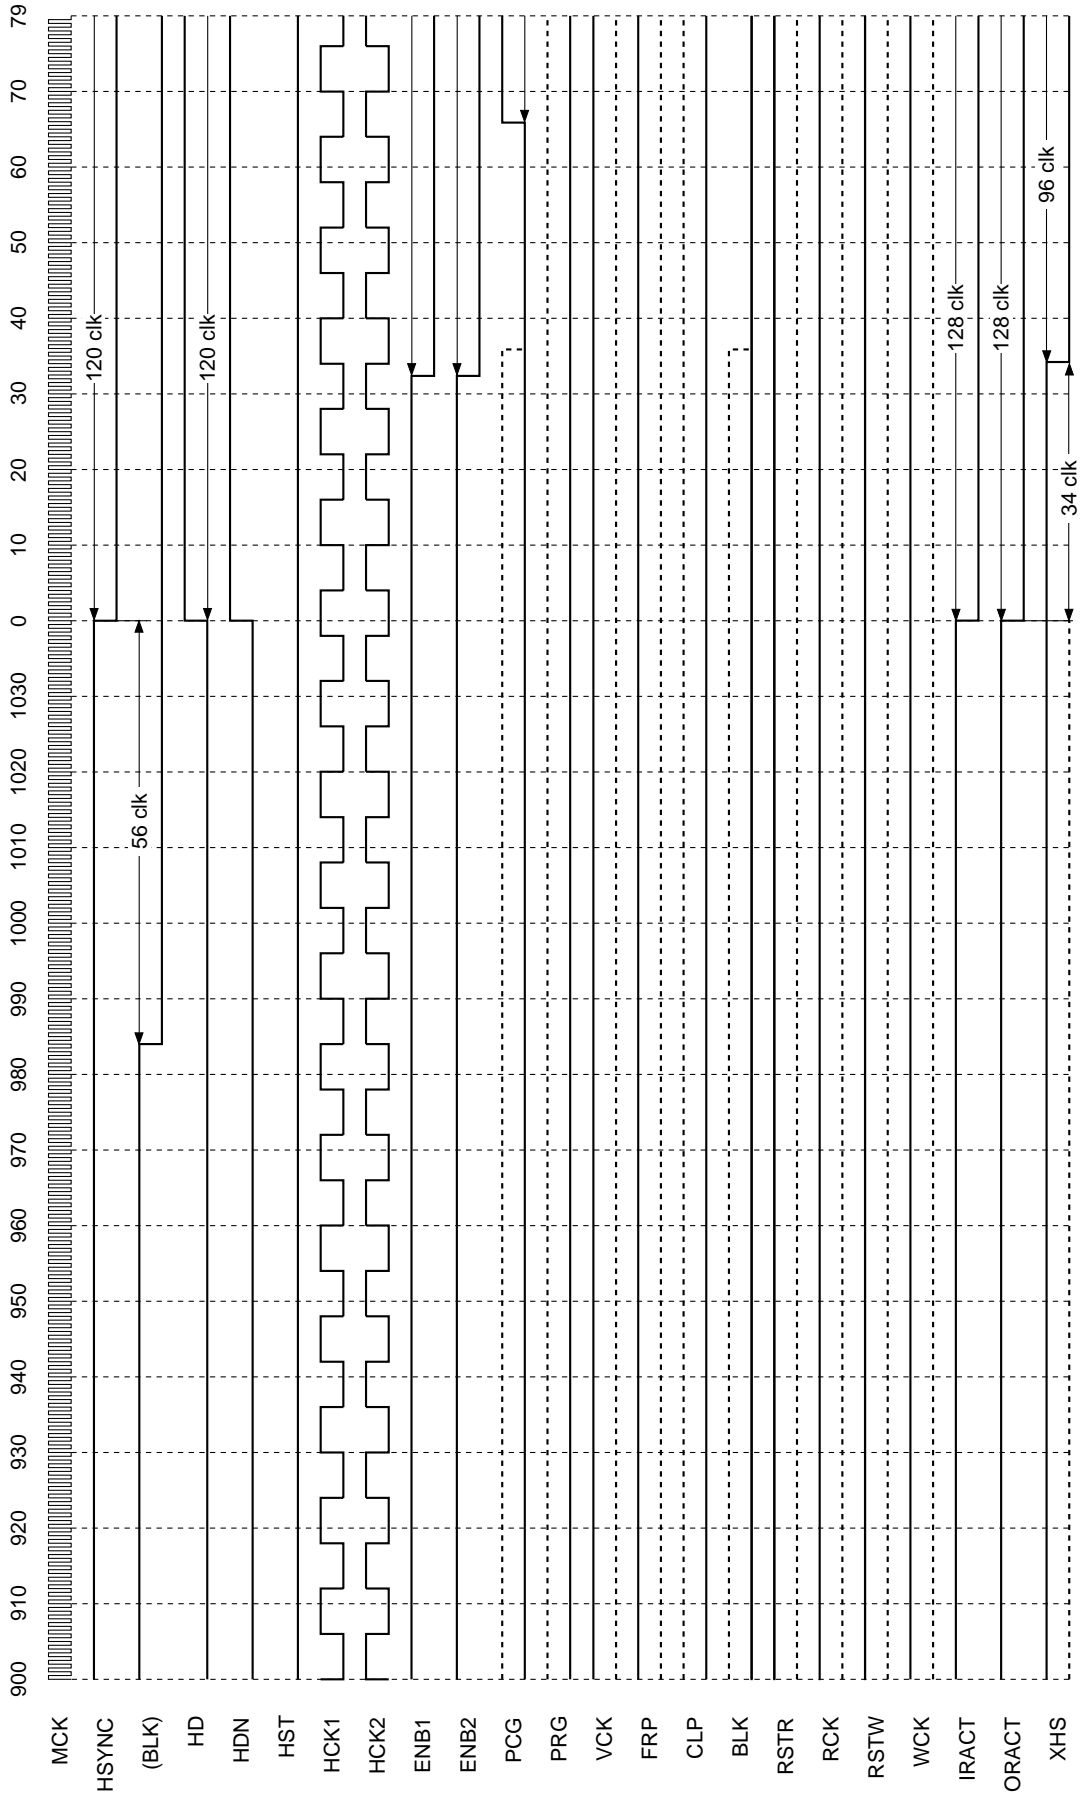 MCK
HSYNC
(BLK)
HD
HDN
HST
HCK1
HCK2
ENB1
ENB2
PCG
PRG
VCK
FRP
CLP
BLK
RSTR
RCK
RSTW
WCK
IRACT
ORACT
XHS
900 910 920 930 940 950 960 970 980 990 1000 1010 1020 1030 0 10 20 30 40 50 60 70 79
120 clk
56 clk
120 clk
128 clk
128 clk
96 clk
34 clk